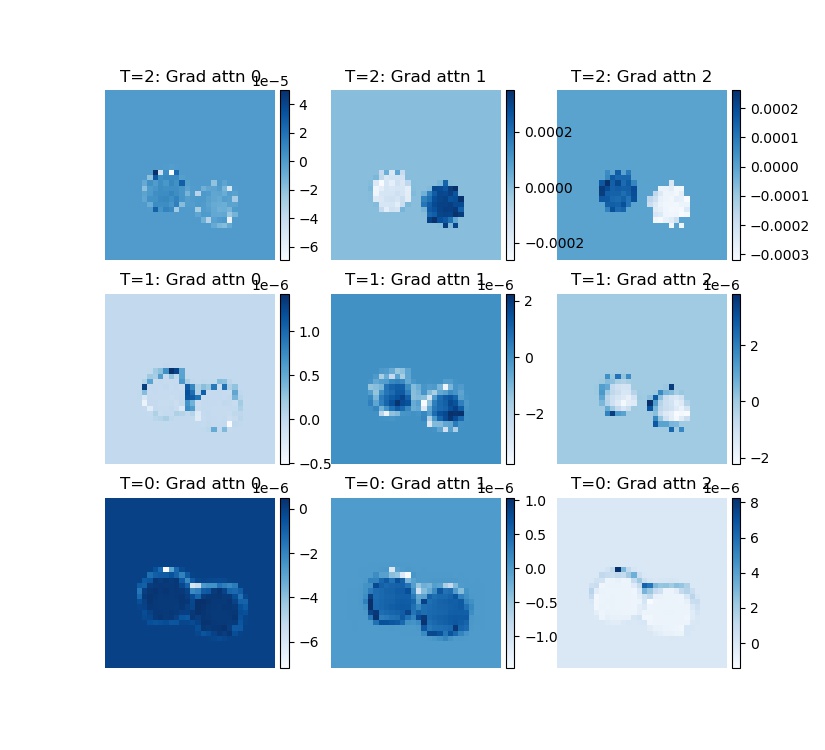 T=2: Grad attn 0
1e−5
4
2
0
−2
−4
−6
T=2: Grad attn 1
0.0002
0.0000
−0.0002
T=2: Grad attn 2
0.0002
0.0001
0.0000
−0.0001
−0.0002
−0.0003
T=1: Grad attn 0
1e−6
1.0
0.5
0.0
−0.5
T=1: Grad attn 1
1e−6
2
0
−2
T=1: Grad attn 2
1e−6
2
0
−2
T=0: Grad attn 0
1e−6
0
−2
−4
−6
T=0: Grad attn 1
1e−6
1.0
0.5
0.0
−0.5
−1.0
T=0: Grad attn 2
1e−6
8
6
4
2
0